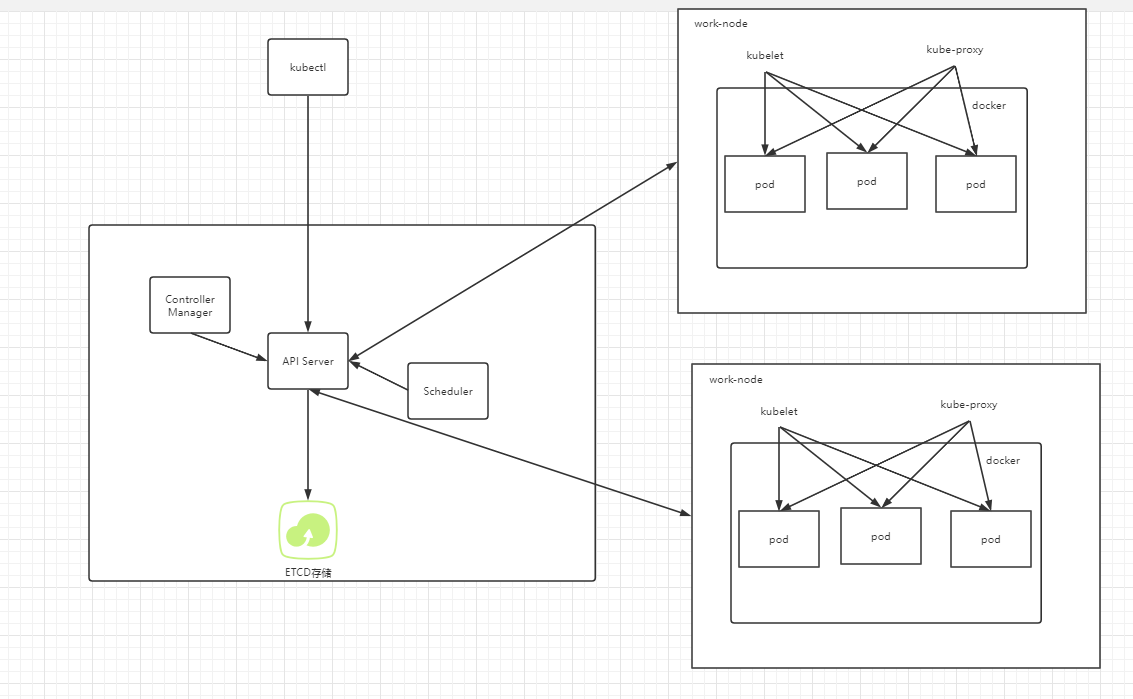 kubectl
Controller
Manager
API Server
Scheduler
ETCD存储
work-node
kubelet
kube-proxy
docker
pod
pod
pod
work-node
kubelet
kube-proxy
docker
pod
pod
pod